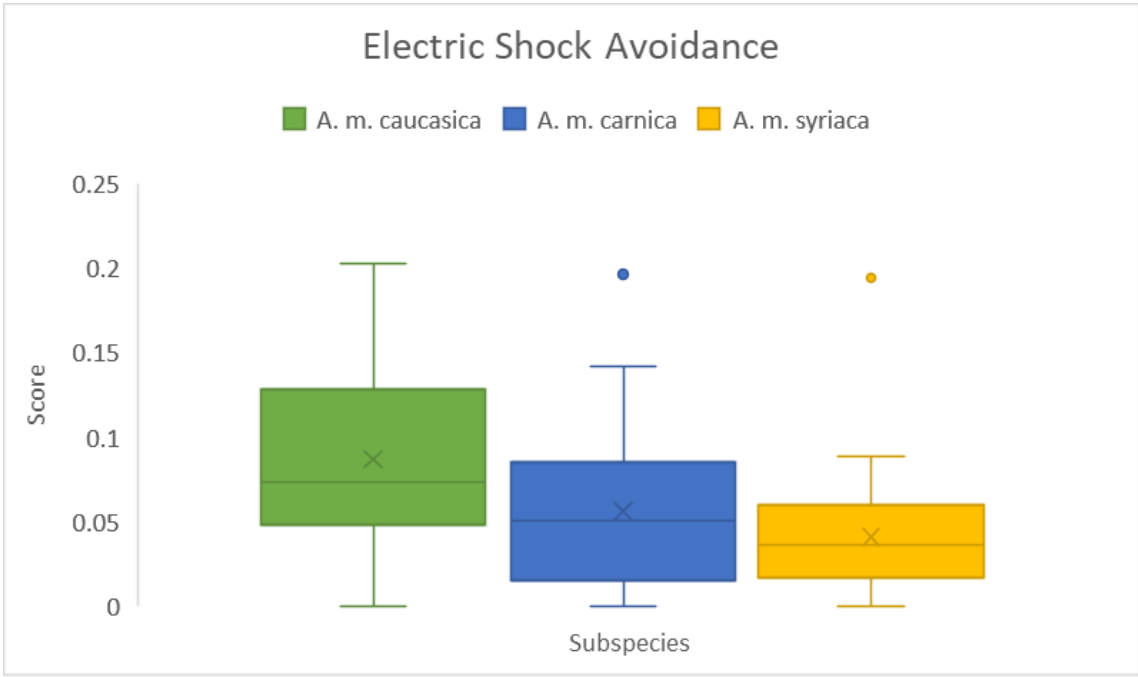 Electric Shock Avoidance
A. m. caucasica A. m. carnica A. m. syriaca
0.25
0.2
0.15
0.1
0.05
0
Score
Subspecies